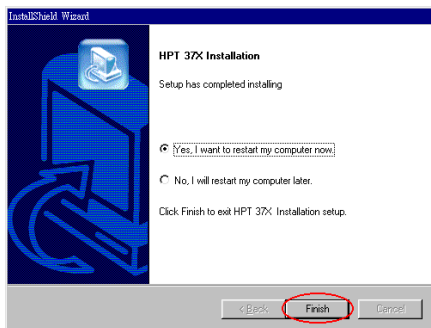 InstallShield Wizard
HPT 37X Installation
Setup has completed installing
Yes, I want to restart my computer now.
No, I will restart my computer later.
Click Finish to exit HPT 37X Installation setup.
< Back Finish Cancel